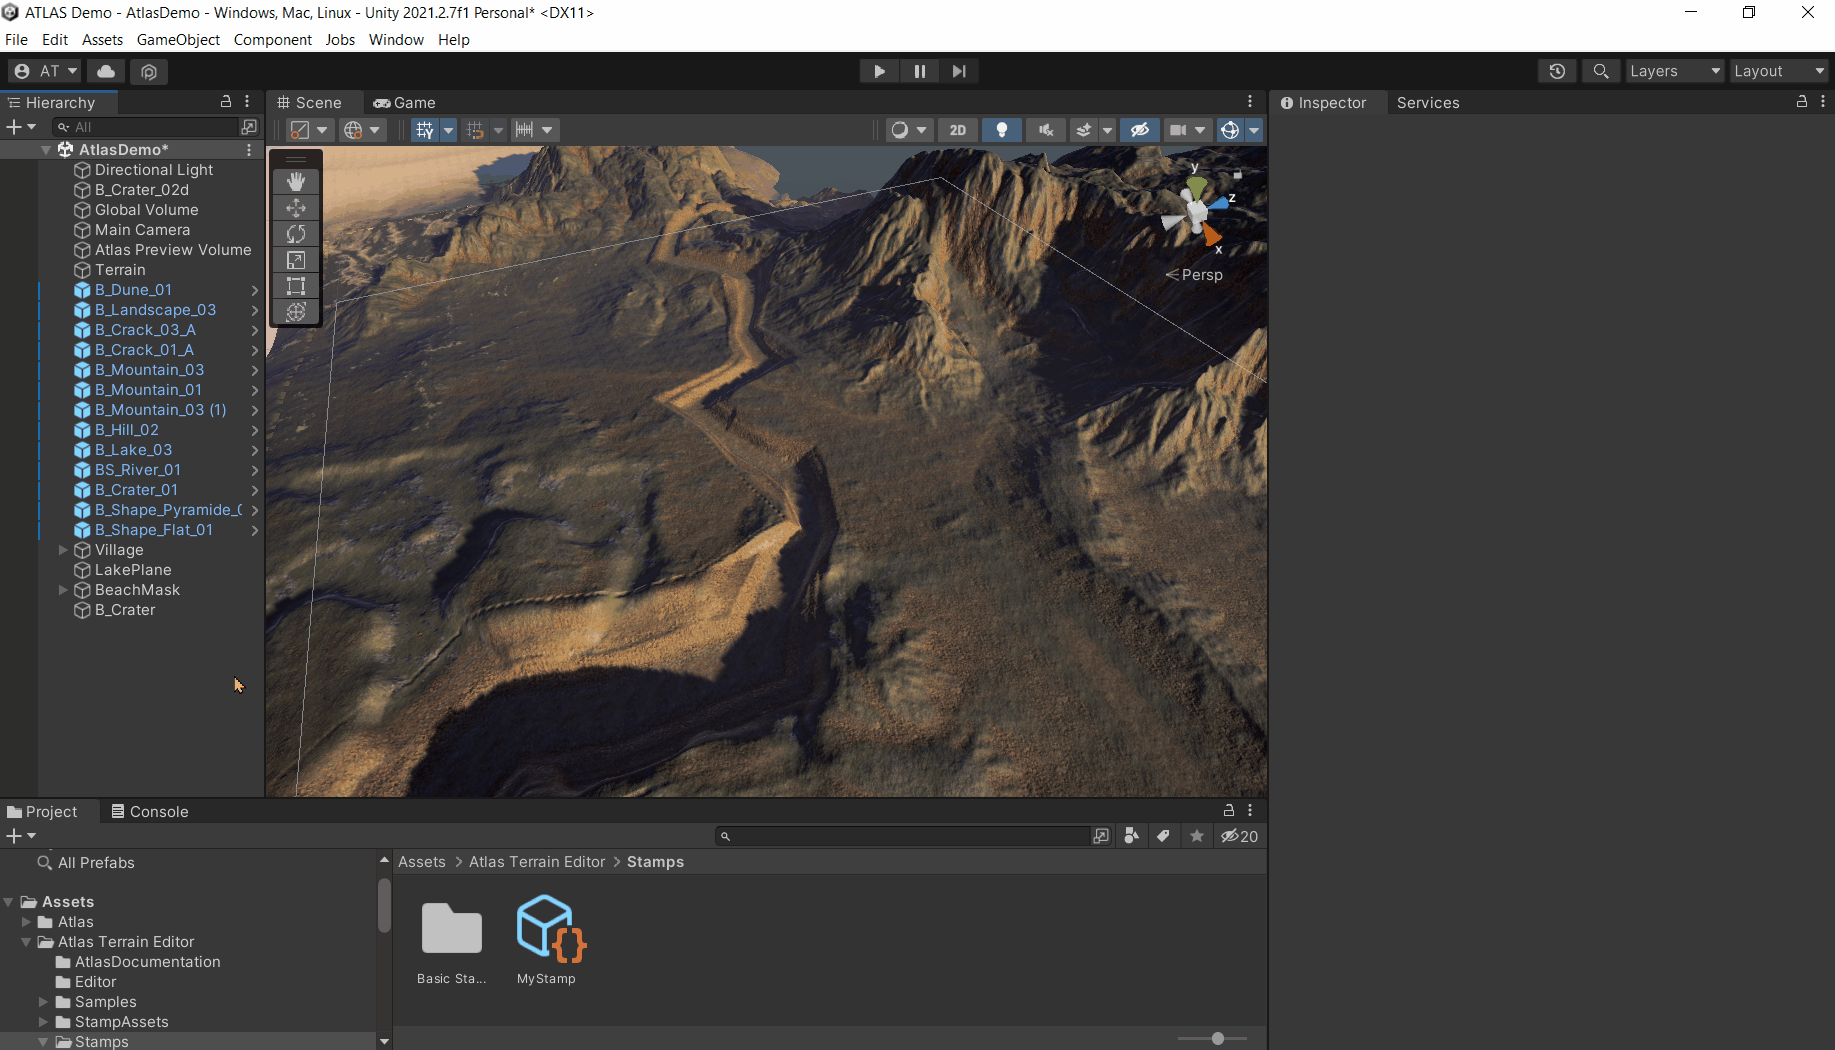 ATLAS Demo - AtlasDemo - Windows, Mac, Linux - Unity 2021.2.7f1 Personal* <DX11>
File Edit Assets GameObject Component Jobs Window Help
AT
Layers Layout
Hierarchy
All
AtlasDemo*
Directional Light
B_Crater_02d
Global Volume
Main Camera
Atlas Preview Volume
Terrain
B_Dune_01
B_Landscape_03
B_Crack_03_A
B_Crack_01_A
B_Mountain_03
B_Mountain_01
B_Mountain_03 (1)
B_Hill_02
B_Lake_03
BS_River_01
B_Crater_01
B_Shape_Pyramide_
B_Shape_Flat_01
Village
LakePlane
BeachMask
B_Crater
Scene Game
2D
y
z
x
Persp
Inspector Services
Project Console
20
All Prefabs
Assets
Atlas
Atlas Terrain Editor
AtlasDocumentation
Editor
Samples
StampAssets
Stamps
Assets > Atlas Terrain Editor > Stamps
Basic Sta...
MyStamp